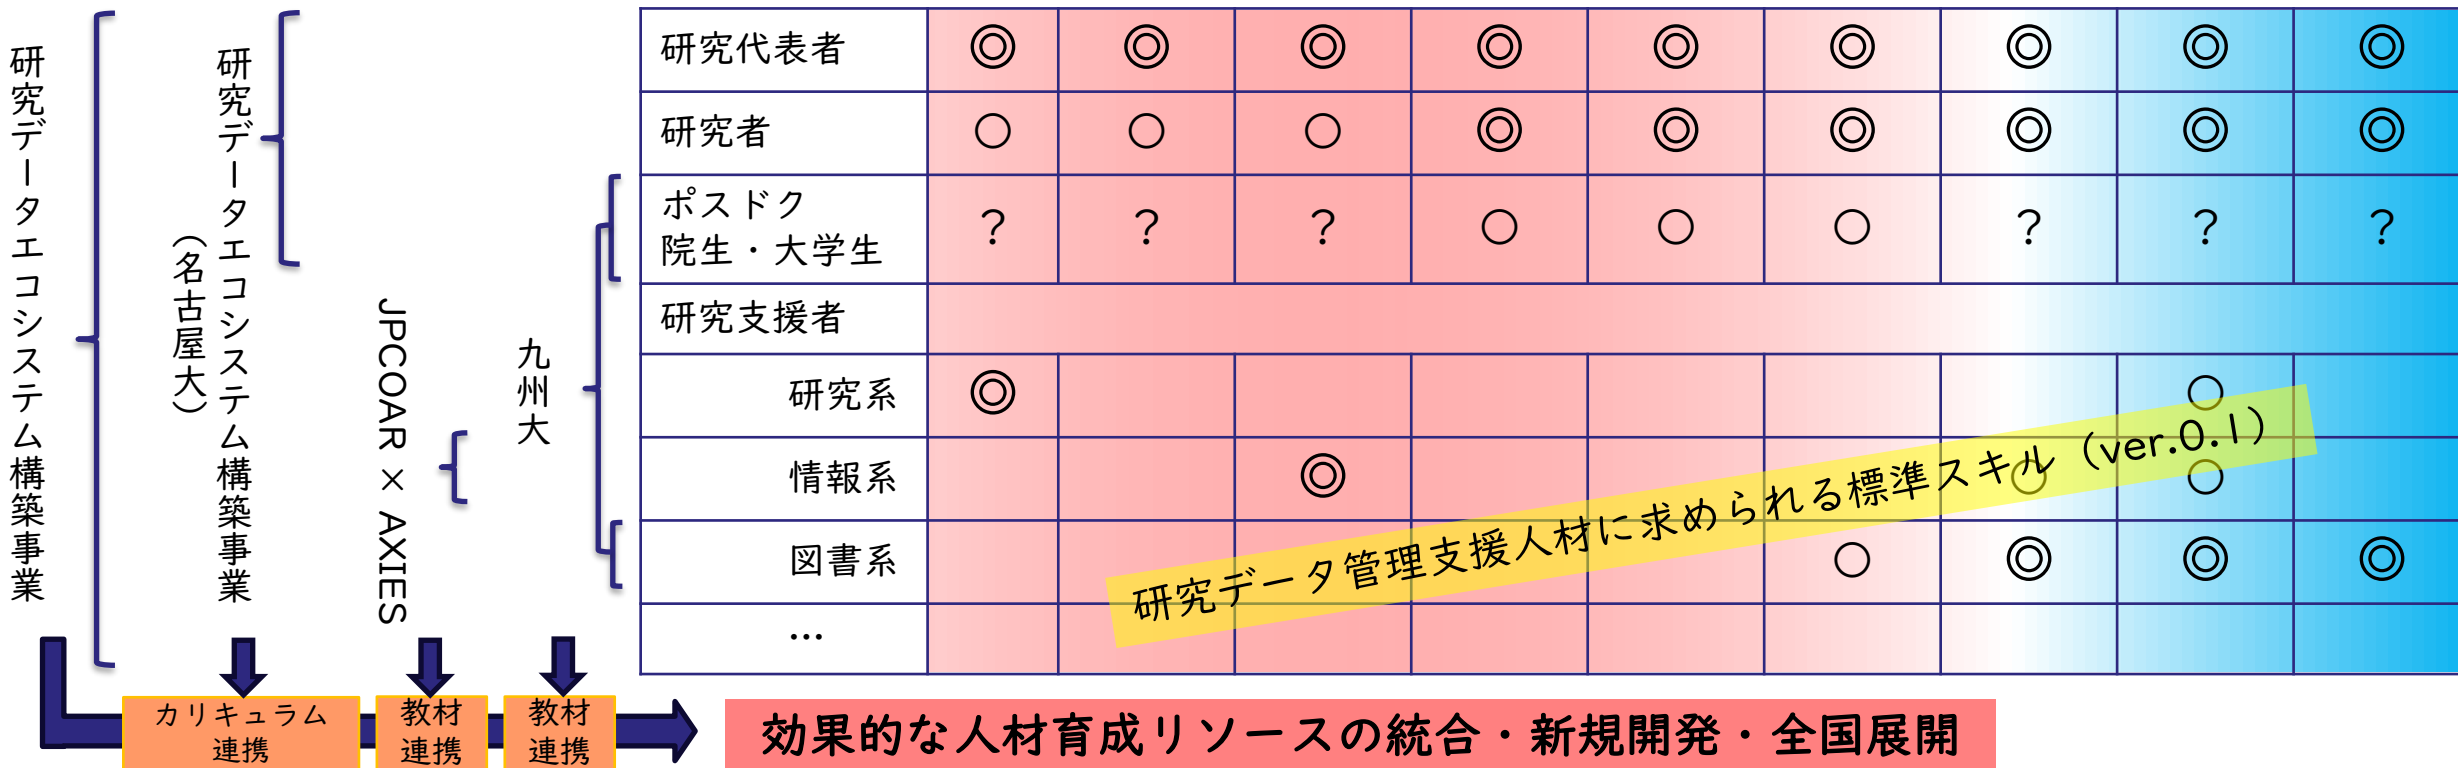 研究データエコシステム構築事業
研究データエコシステム構築事業
（名古屋大）
JPCOAR × AXIES
九州大
研究代表者 ◎ ◎ ◎ ◎ ◎ ◎ ◎ ◎ ◎
研究者 ○ ○ ○ ◎ ◎ ◎ ◎ ◎ ◎
ポスドク
院生・大学生 ? ? ? ○ ○ ○ ? ? ?
研究支援者
研究系 ◎ ○
情報系 ◎ ○ ○
図書系 ○ ◎ ◎ ◎
…
研究データ管理支援人材に求められる標準スキル（ver.0.1）
カリキュラム
連携
教材
連携
教材
連携
効果的な人材育成リソースの統合・新規開発・全国展開